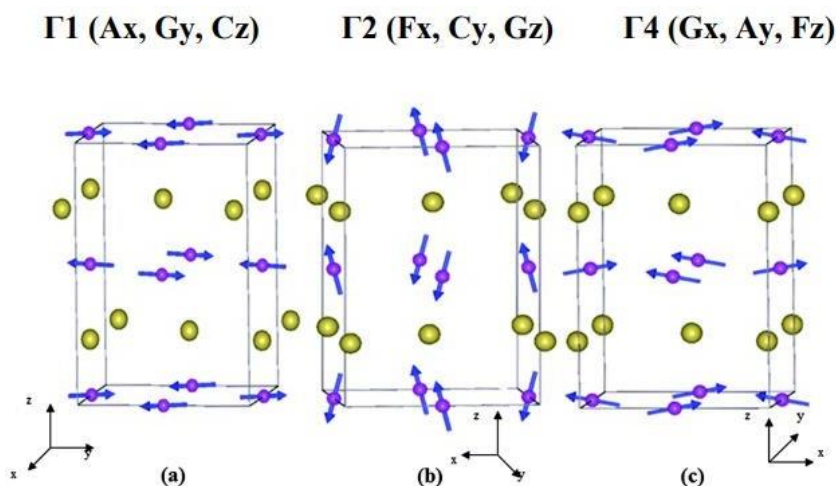 Γ1 (Ax, Gy, Cz) Γ2 (Fx, Cy, Gz) Γ4 (Gx, Ay, Fz)
z z z y
x y x y x
(a) (b) (c)